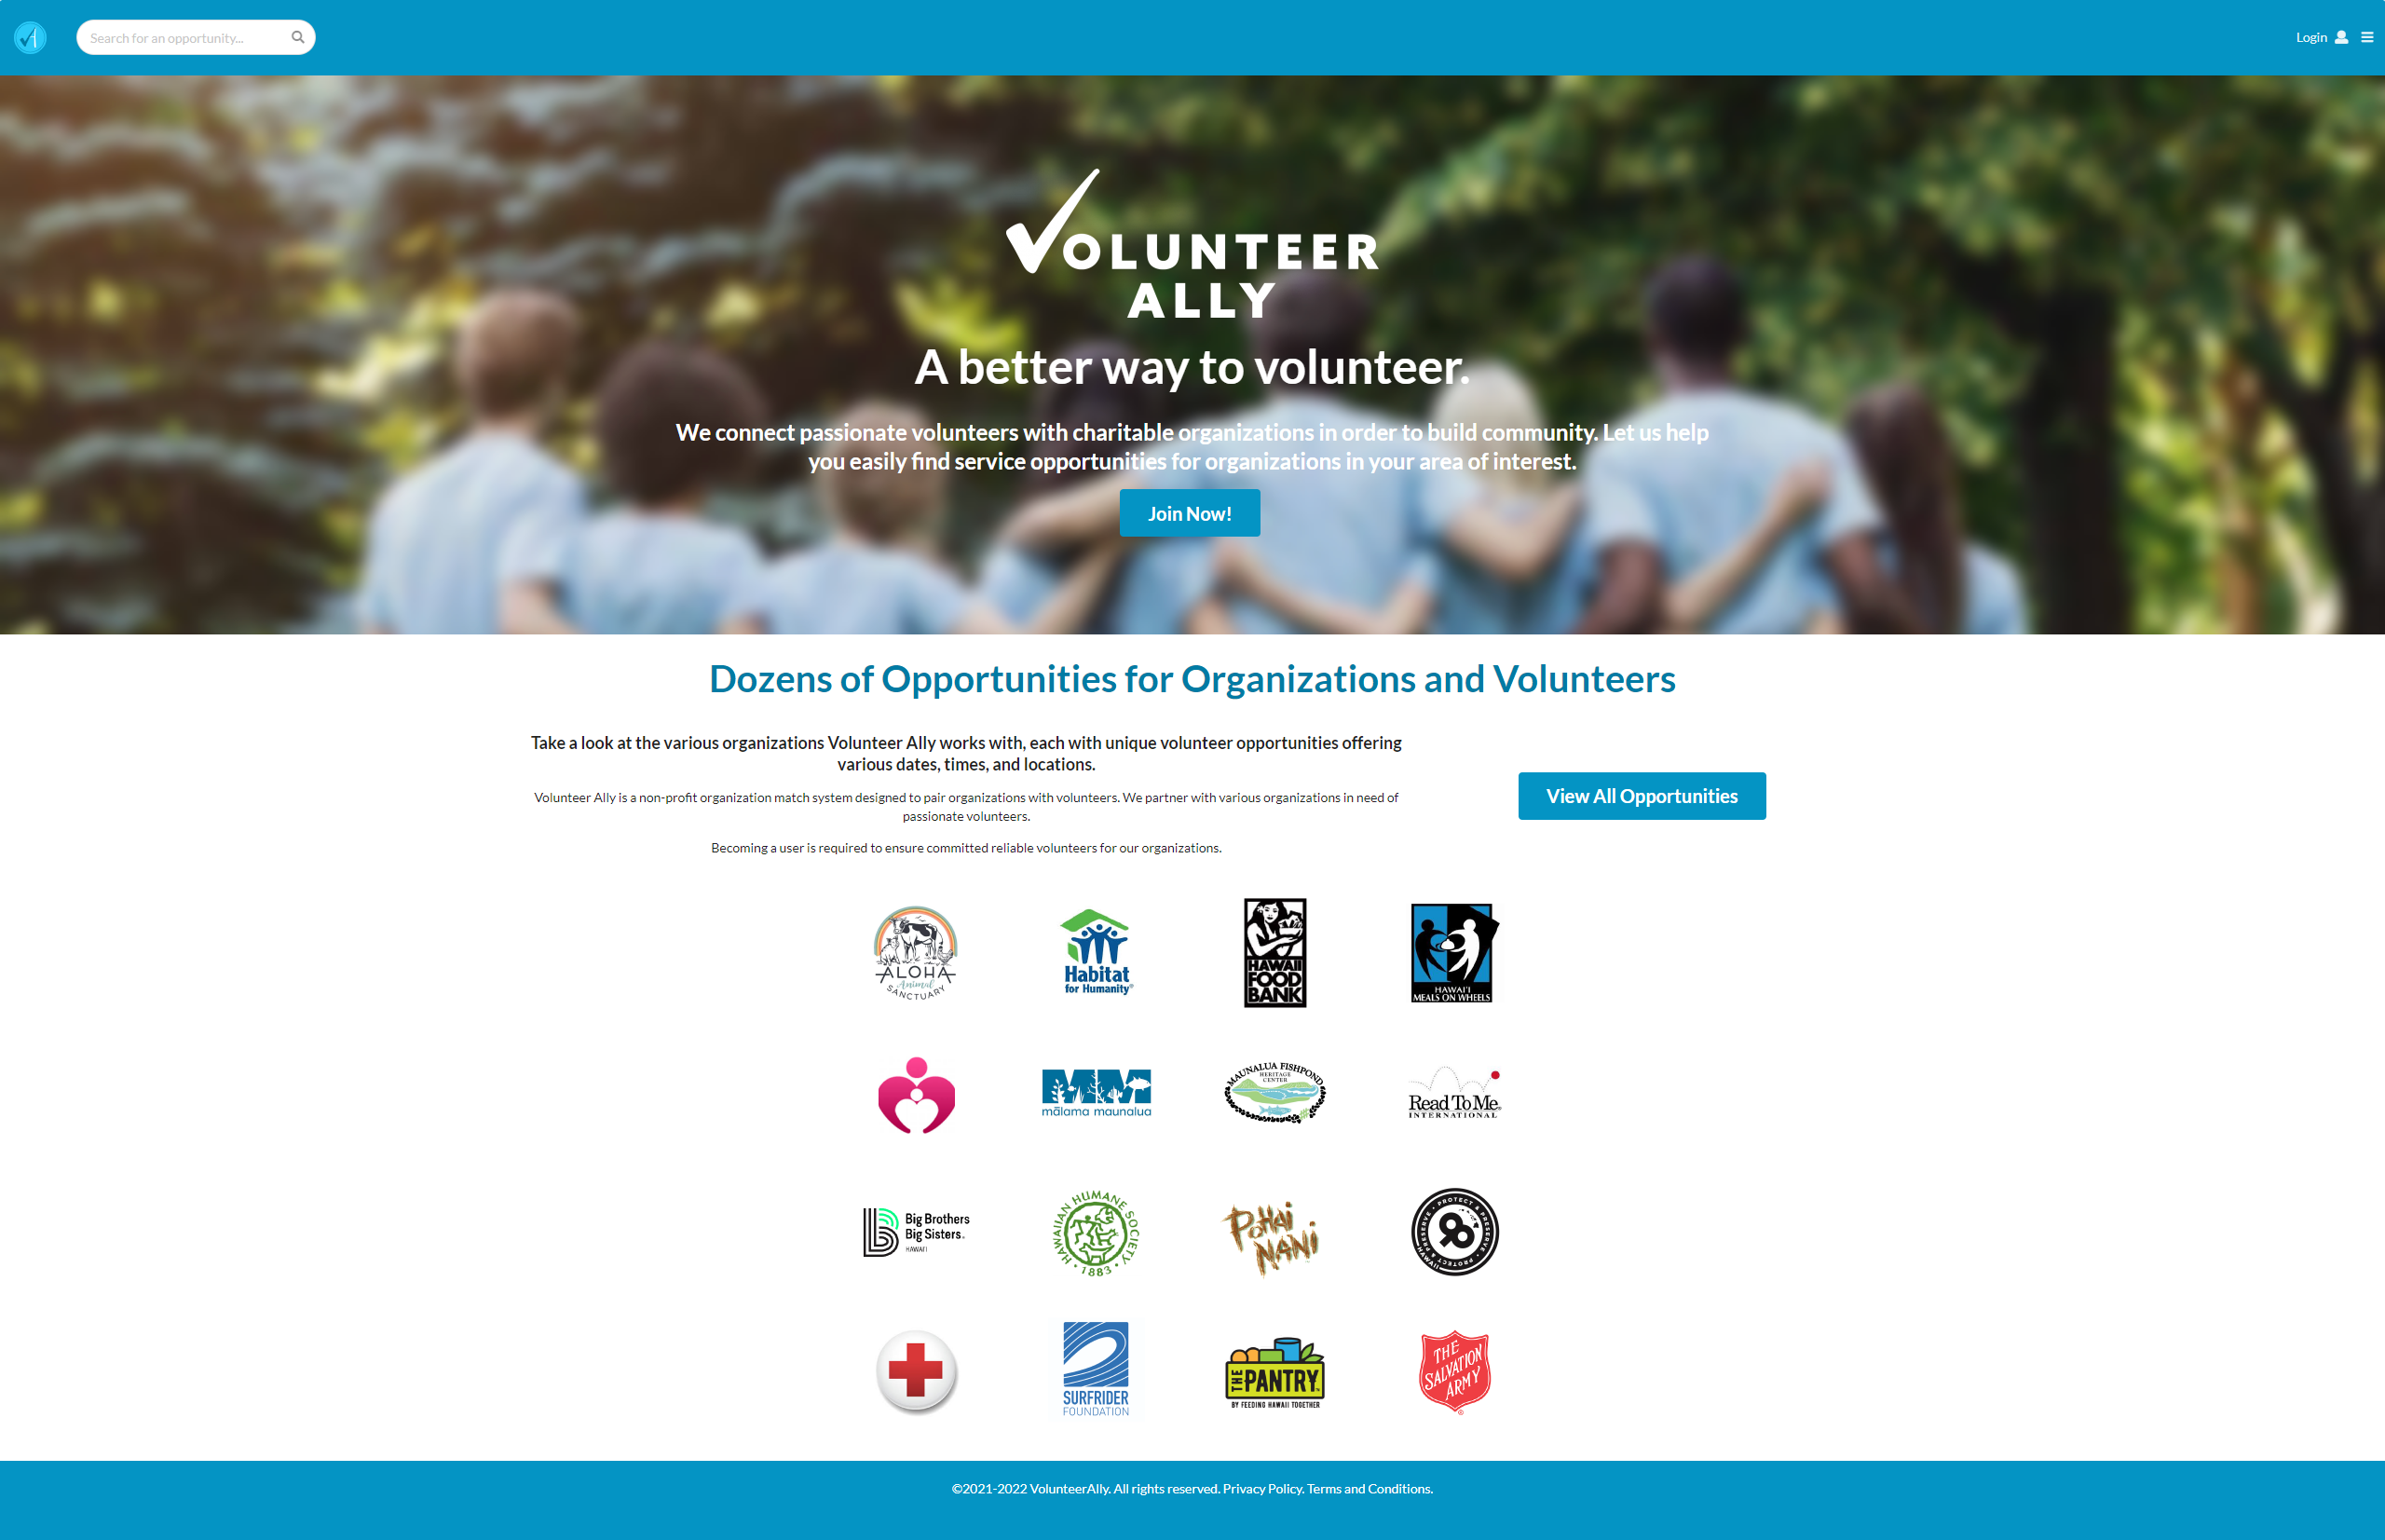 Search for an opportunity...
Login
VOLUNTEER
ALLY
A better way to volunteer.
We connect passionate volunteers with charitable organizations in order to build community. Let us help
you easily find service opportunities for organizations in your area of interest.
Join Now!
Dozens of Opportunities for Organizations and Volunteers
Take a look at the various organizations Volunteer Ally works with, each with unique volunteer opportunities offering
various dates, times, and locations.
Volunteer Ally is a non-profit organization match system designed to pair organizations with volunteers. We partner with various organizations in need of
passionate volunteers.
Becoming a user is required to ensure committed reliable volunteers for our organizations.
View All Opportunities
ALOHA
Animal
SANCTUARY
Habitat
for Humanity®
HAWAII
FOOD
BANK
HAWAI'I
MEALS ON WHEELS
mālama maunalua
MAUNALUA FISHPOND
HERITAGE
CENTER
Read To Me
INTERNATIONAL
Big Brothers
Big Sisters.
HAWAI'I
HAWAIIAN HUMANE SOCIETY
• 1883 •
POHAI
NANI
PROTECT & PRESERVE • PROTECT & PRESERVE • HAWAII
SURFRIDER
FOUNDATION
THE PANTRY
BY FEEDING HAWAII TOGETHER
THE
SALVATION
ARMY
©2021-2022 VolunteerAlly. All rights reserved. Privacy Policy. Terms and Conditions.